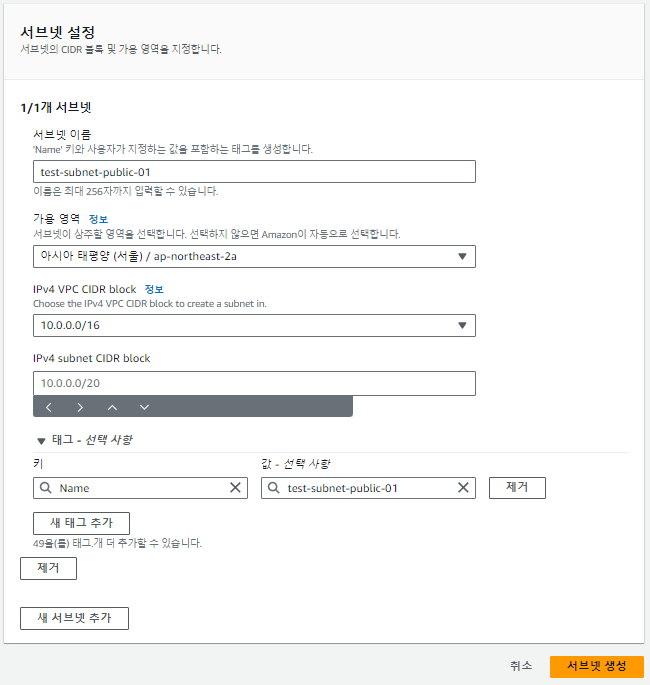 서브넷 설정
서브넷의 CIDR 블록 및 가용 영역을 지정합니다.
1/1개 서브넷
서브넷 이름
'Name' 키와 사용자가 지정하는 값을 포함하는 태그를 생성합니다.
test-subnet-public-01
이름은 최대 256자까지 입력할 수 있습니다.
가용 영역 정보
서브넷이 상주할 영역을 선택합니다. 선택하지 않으면 Amazon이 자동으로 선택합니다.
아시아 태평양 (서울) / ap-northeast-2a
IPv4 VPC CIDR block 정보
Choose the IPv4 VPC CIDR block to create a subnet in.
10.0.0.0/16
IPv4 subnet CIDR block
10.0.0.0/20
태그 - 선택 사항
키 값 - 선택 사항
Name test-subnet-public-01 제거
새 태그 추가
49을(를) 태그.개 더 추가할 수 있습니다.
제거
새 서브넷 추가
취소 서브넷 생성